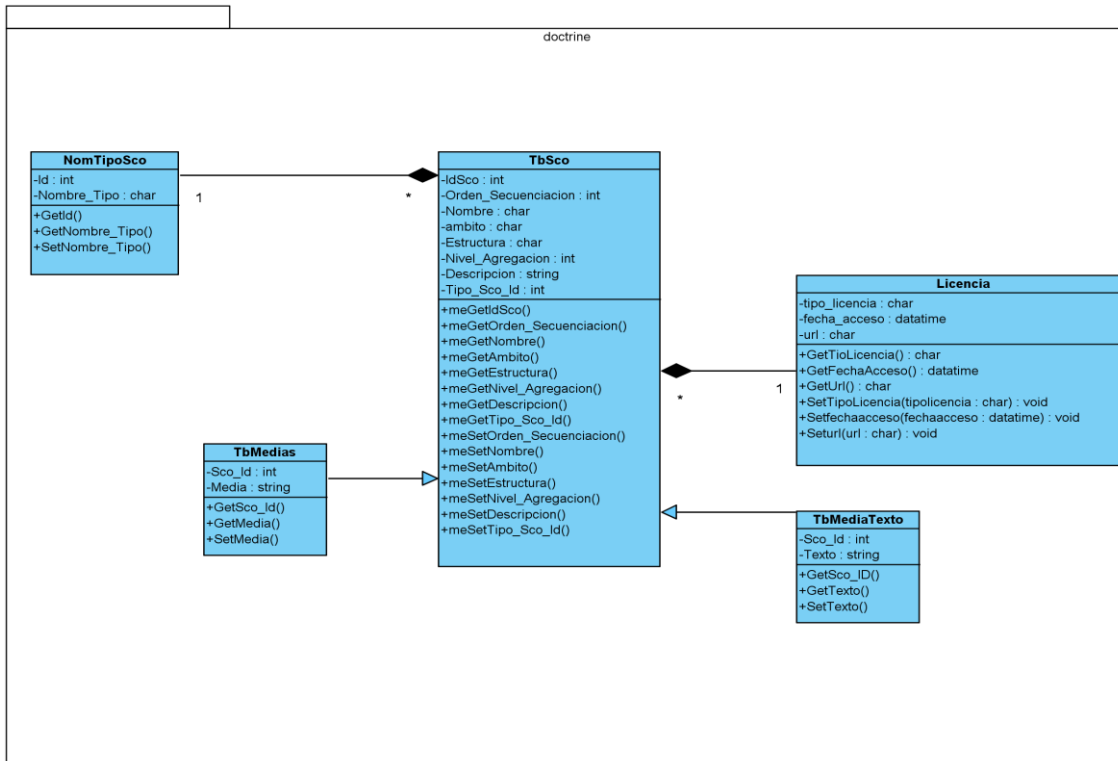 doctrine
NomTipoSco
-Id : int
-Nombre_Tipo : char
+GetId()
+GetNombre_Tipo()
+SetNombre_Tipo()
1
*
TbSco
-IdSco : int
-Orden_Secuenciacion : int
-Nombre : char
-ambito : char
-Estructura : char
-Nivel_Agregacion : int
-Descripcion : string
-Tipo_Sco_Id : int
+meGetIdSco()
+meGetOrden_Secuenciacion()
+meGetNombre()
+meGetAmbito()
+meGetEstructura()
+meGetNivel_Agregacion()
+meGetDescripcion()
+meGetTipo_Sco_Id()
+meSetOrden_Secuenciacion()
+meSetNombre()
+meSetAmbito()
+meSetEstructura()
+meSetNivel_Agregacion()
+meSetDescripcion()
+meSetTipo_Sco_Id()
*
1
Licencia
-tipo_licencia : char
-fecha_acceso : datatime
-url : char
+GetTioLicencia() : char
+GetFechaAcceso() : datatime
+GetUrl() : char
+SetTipoLicencia(tipolicencia : char) : void
+Setfechaacceso(fechaacceso : datatime) : void
+Seturl(url : char) : void
TbMedias
-Sco_Id : int
-Media : string
+GetSco_Id()
+GetMedia()
+SetMedia()
TbMediaTexto
-Sco_Id : int
-Texto : string
+GetSco_ID()
+GetTexto()
+SetTexto()